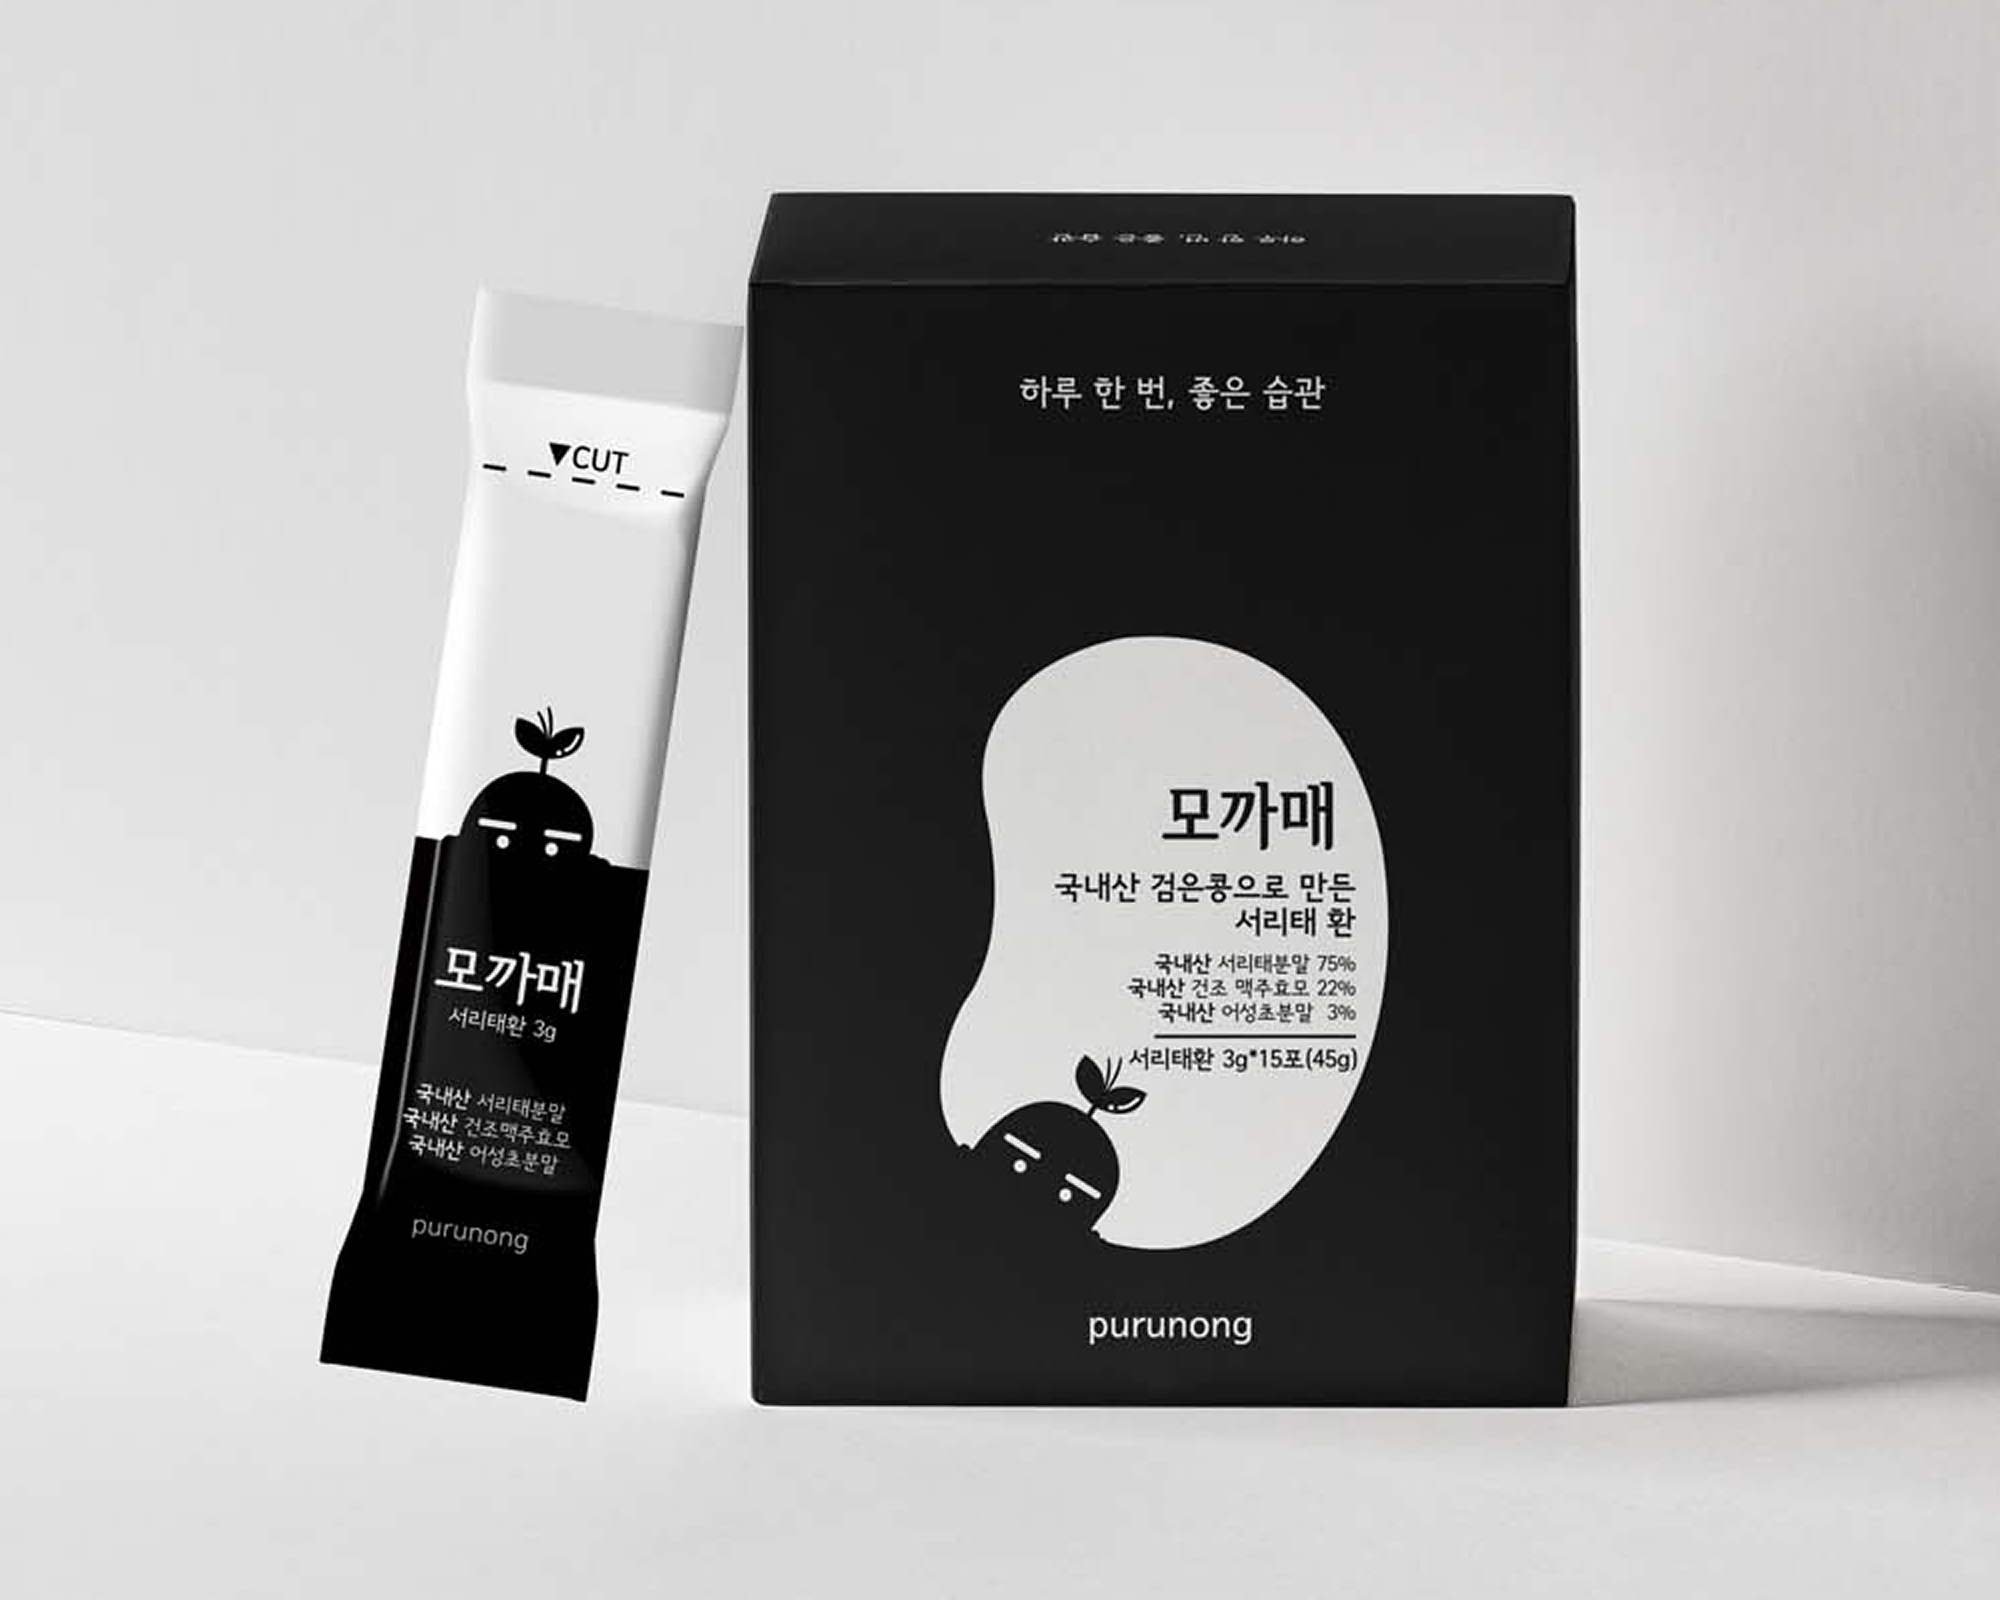 ▼CUT
모까매
서리태환 3g
국내산 서리태분말
국내산 건조맥주효모
국내산 어성초분말
purunong
하루 한 번, 좋은 습관
모까매
국내산 검은콩으로 만든
서리태 환
국내산 서리태분말 75%
국내산 건조 맥주효모 22%
국내산 어성초분말 3%
서리태환 3g*15포(45g)
purunong